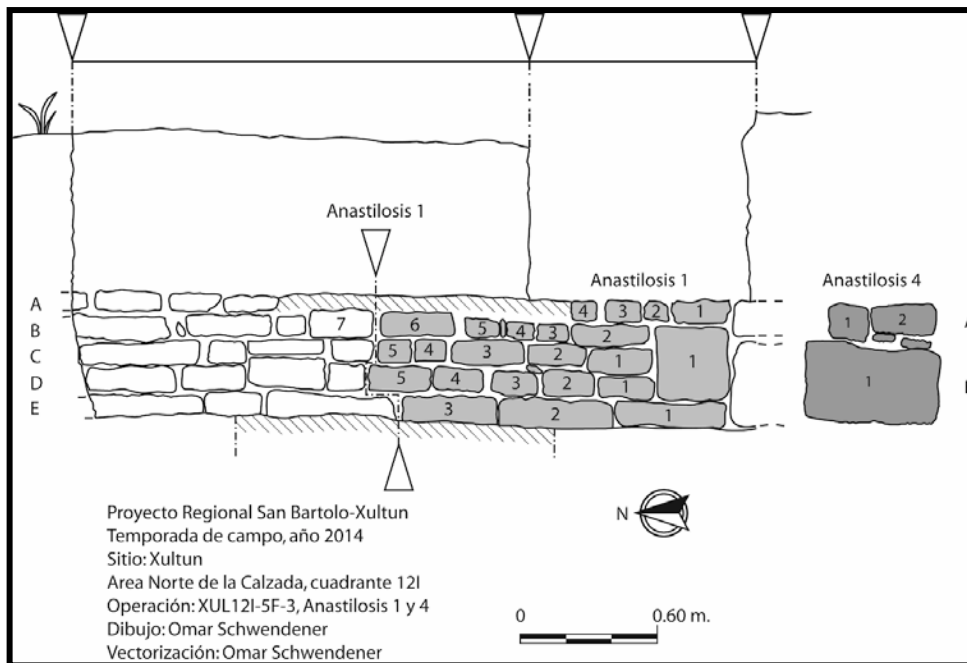 Anastilosis 1
Anastilosis 1
Anastilosis 4
A
4 3 2 1
1 2
B
7 6 5 4 3 2
1
C
5 4 3 2 1
D
5 4 3 2 1
1
E
3 2 1
N
Proyecto Regional San Bartolo-Xultun
Temporada de campo, año 2014
Sitio: Xultun
Area Norte de la Calzada, cuadrante 12I
Operación: XUL12I-5F-3, Anastilosis 1 y 4
Dibujo: Omar Schwendener
Vectorización: Omar Schwendener
0 0.60 m.